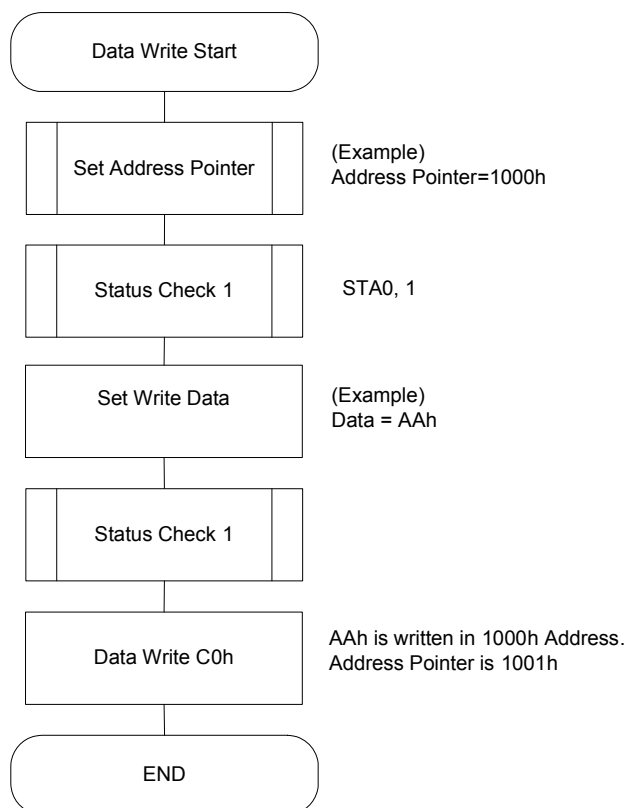 Data Write Start
Set Address Pointer
(Example)
Address Pointer=1000h
Status Check 1
STA0, 1
Set Write Data
(Example)
Data = AAh
Status Check 1
Data Write C0h
AAh is written in 1000h Address.
Address Pointer is 1001h
END